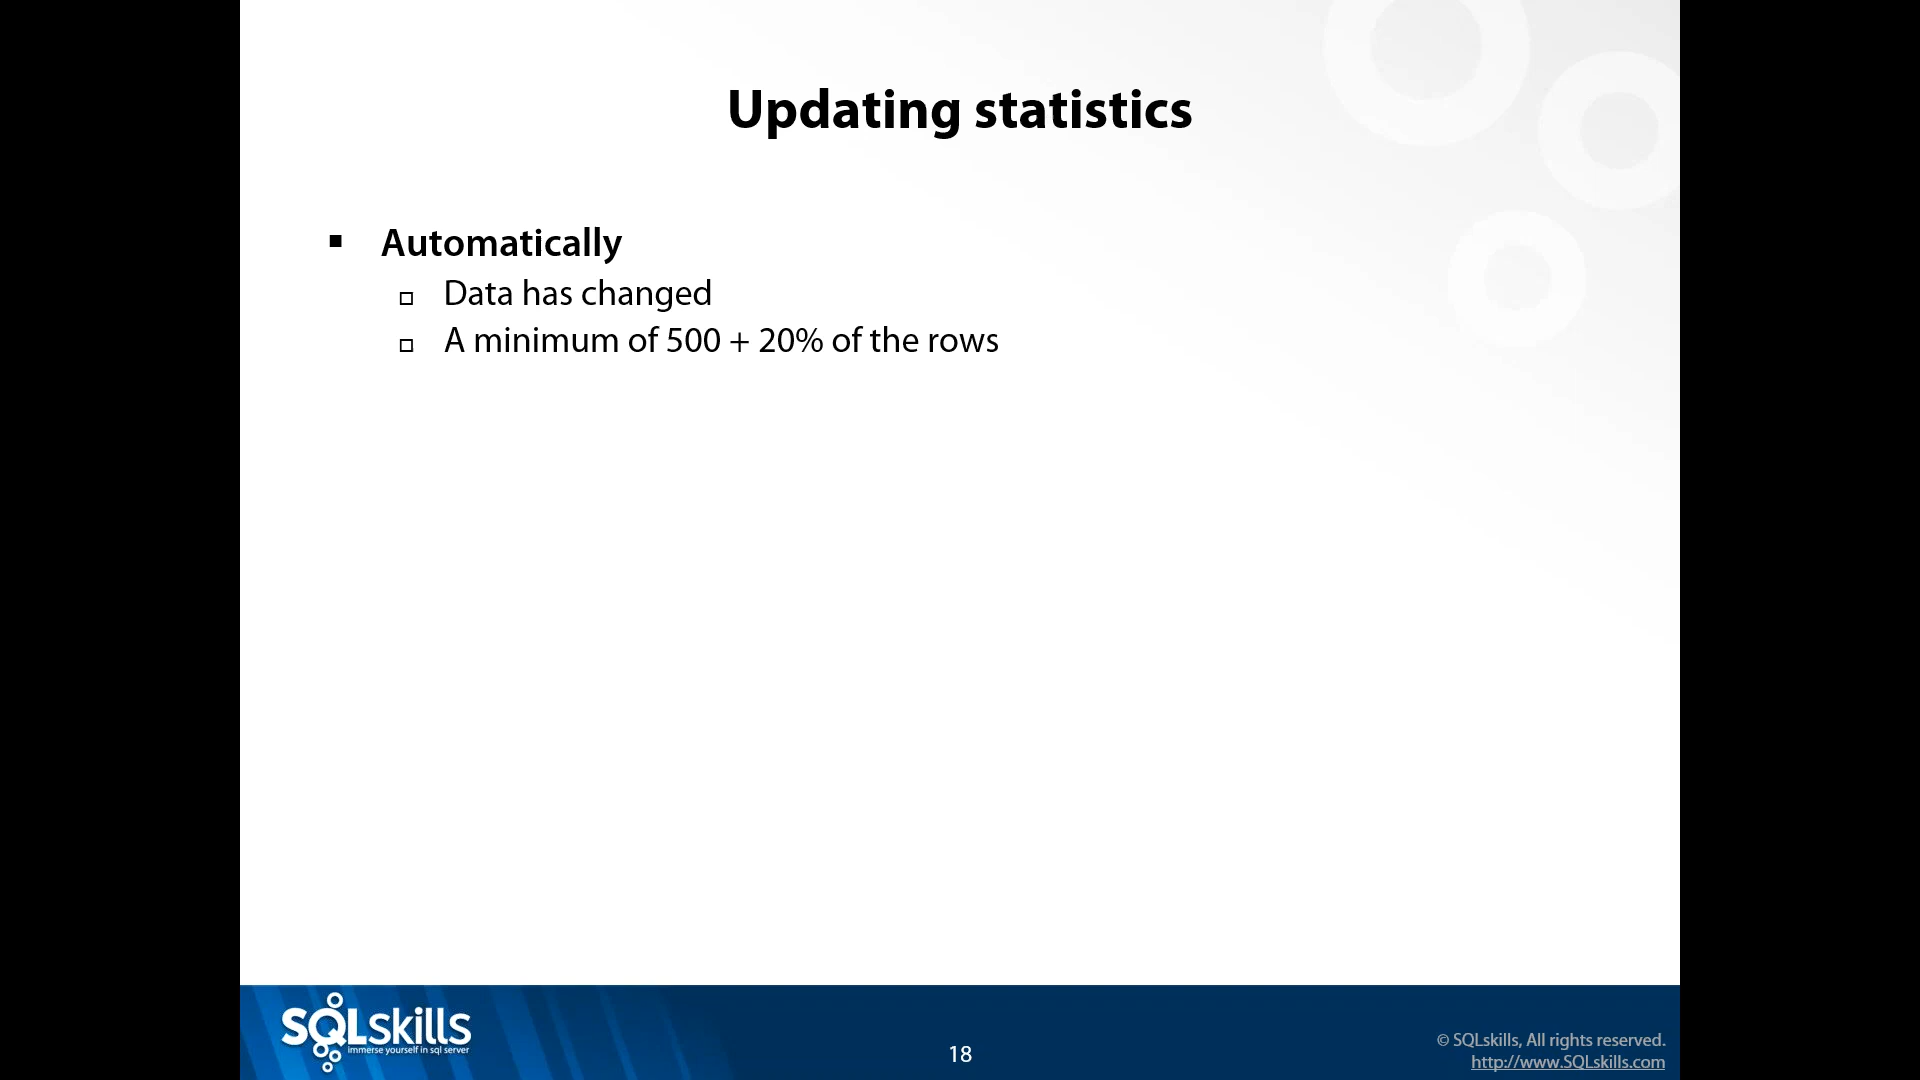 Updating statistics
Automatically
Data has changed
A minimum of 500 + 20% of the rows
SQLskills
immerse yourself in sql server
18
© SQLskills, All rights reserved.
http://www.SQLskills.com